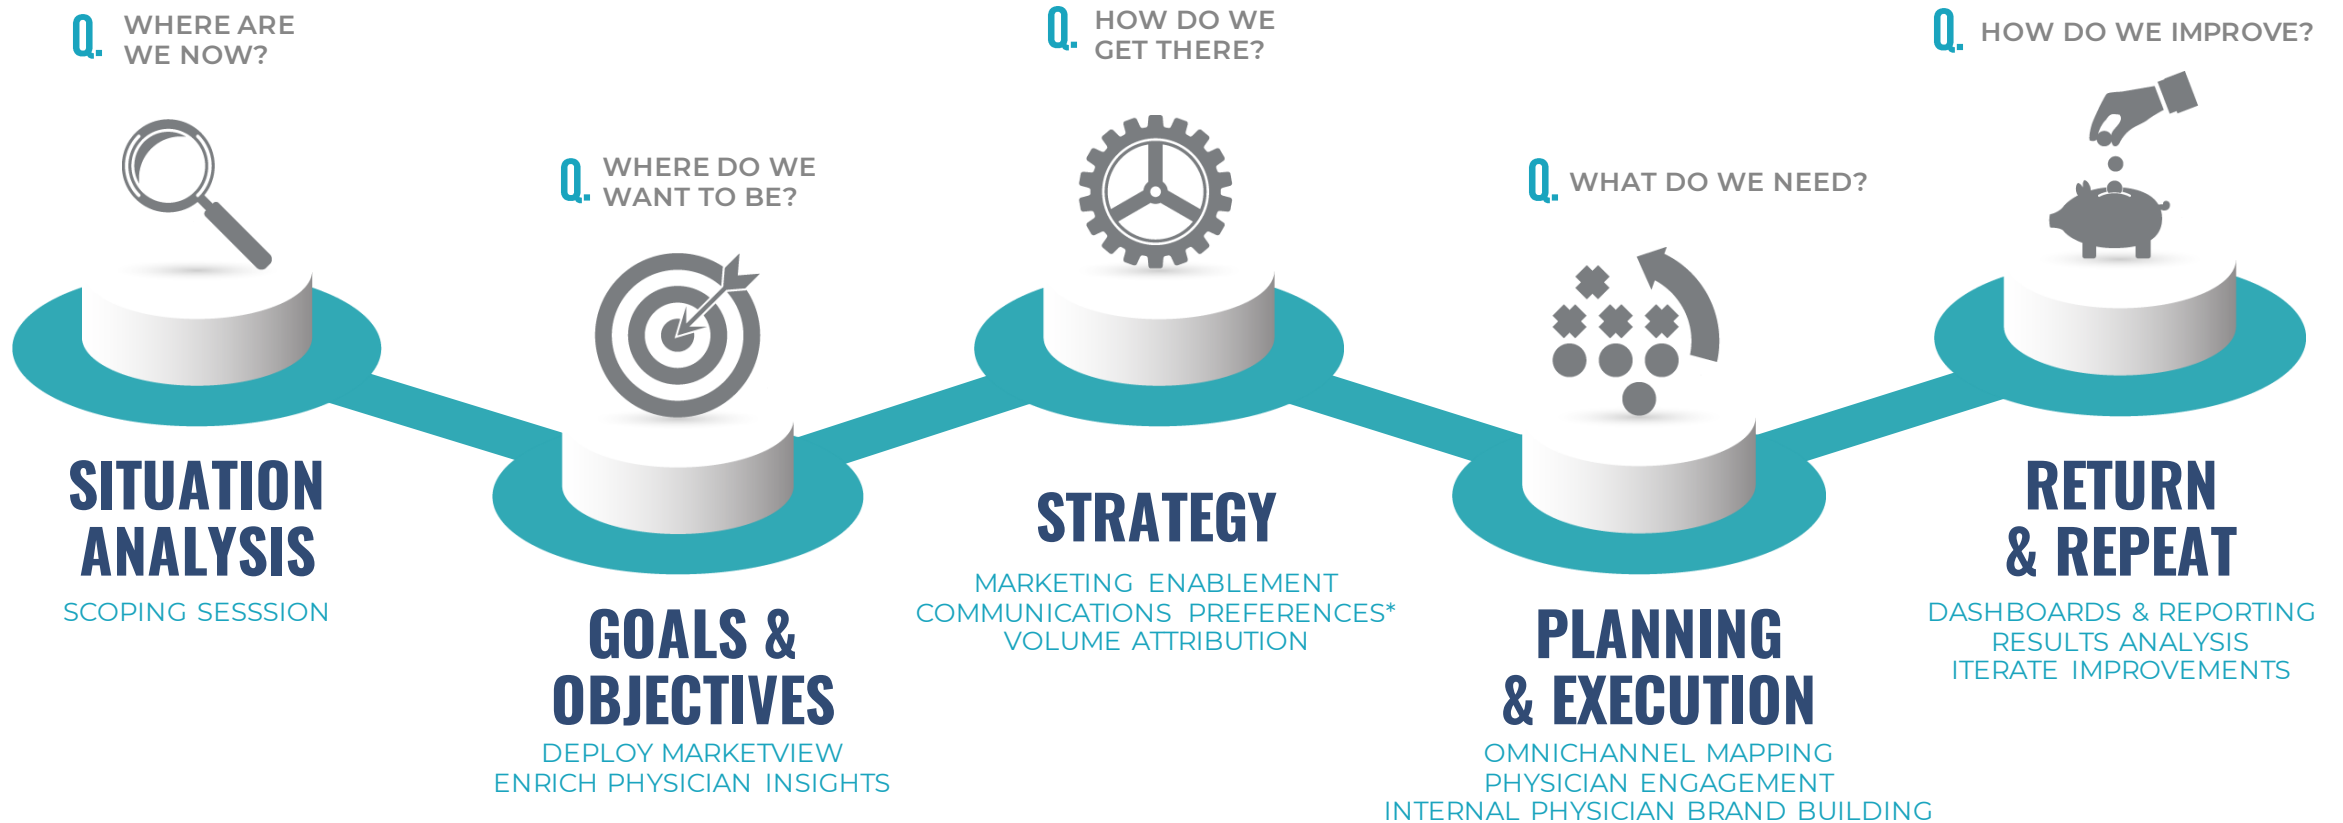 Q. WHERE ARE
WE NOW?
SITUATION
ANALYSIS
SCOPING SESSSION
Q. WHERE DO WE
WANT TO BE?
GOALS &
OBJECTIVES
DEPLOY MARKETVIEW
ENRICH PHYSICIAN INSIGHTS
Q. HOW DO WE
GET THERE?
STRATEGY
MARKETING ENABLEMENT
COMMUNICATIONS PREFERENCES*
VOLUME ATTRIBUTION
Q. WHAT DO WE NEED?
PLANNING
& EXECUTION
OMNICHANNEL MAPPING
PHYSICIAN ENGAGEMENT
INTERNAL PHYSICIAN BRAND BUILDING
Q. HOW DO WE IMPROVE?
RETURN
& REPEAT
DASHBOARDS & REPORTING
RESULTS ANALYSIS
ITERATE IMPROVEMENTS